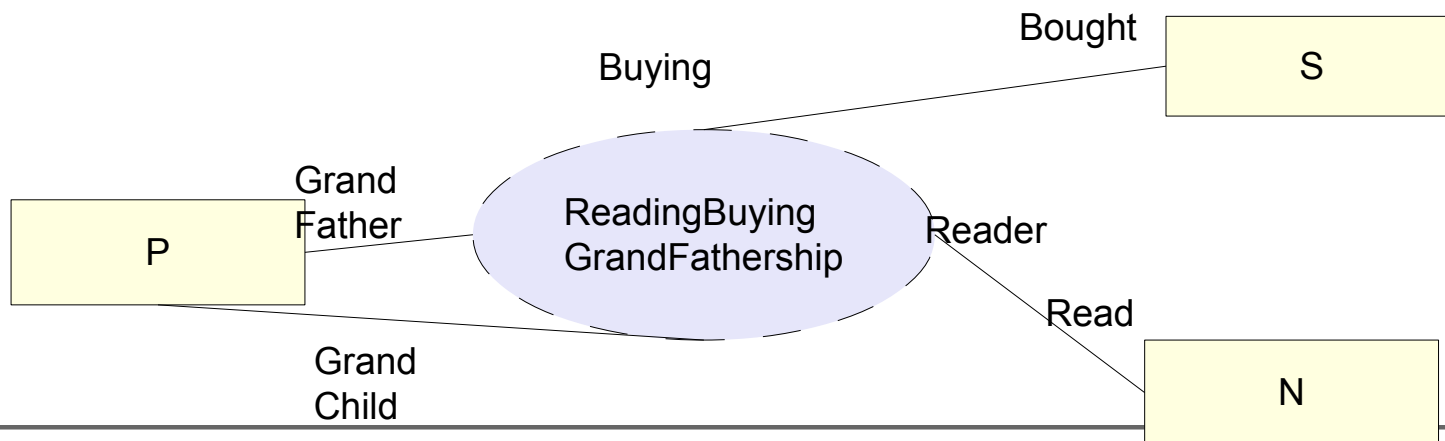 Bought
Buying
S
Grand
Father
P
ReadingBuying
GrandFathership
Reader
Read
Grand
Child
N